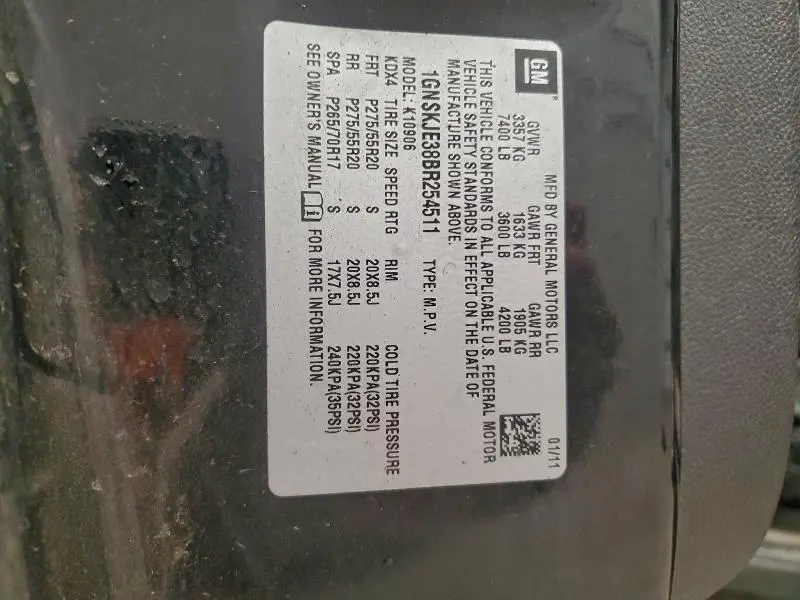 GM
MFD BY GENERAL MOTORS LLC 01/11
GVWR GAWR FRT GAWR RR
3357 KG 1633 KG 1905 KG
7400 LB 3600 LB 4200 LB
THIS VEHICLE CONFORMS TO ALL APPLICABLE U.S. FEDERAL MOTOR
VEHICLE SAFETY STANDARDS IN EFFECT ON THE DATE OF
MANUFACTURE SHOWN ABOVE.
1GNSKJE38BR254511 TYPE: M.P.V.
MODEL: K10906
KDX4 TIRE SIZE SPEED RTG RIM COLD TIRE PRESSURE
FRT P275/55R20 S 20X8.5J 220KPA(32PSI)
RR P275/55R20 S 20X8.5J 220KPA(32PSI)
SPA P265/70R17 S 17X7.5J 240KPA(35PSI)
SEE OWNER'S MANUAL FOR MORE INFORMATION.